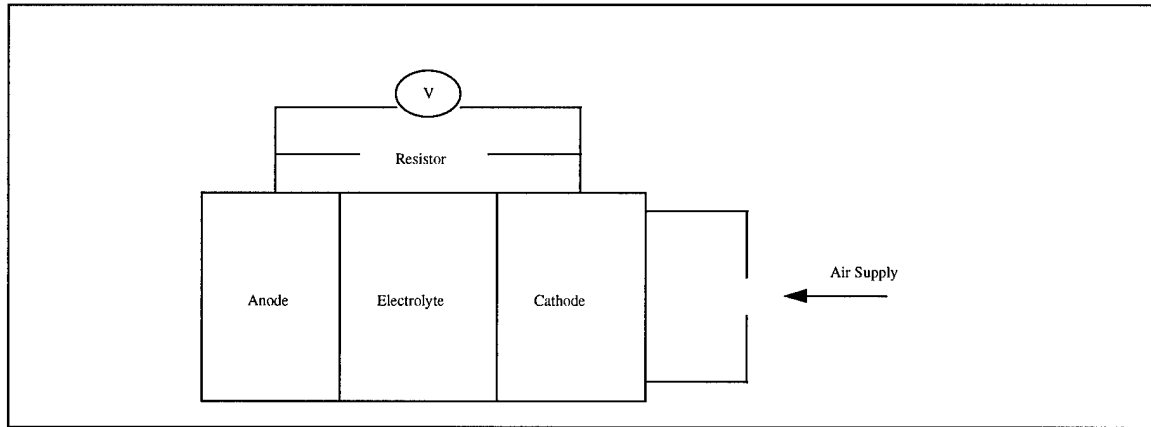 V
Resistor
Air Supply
Anode
Electrolyte
Cathode